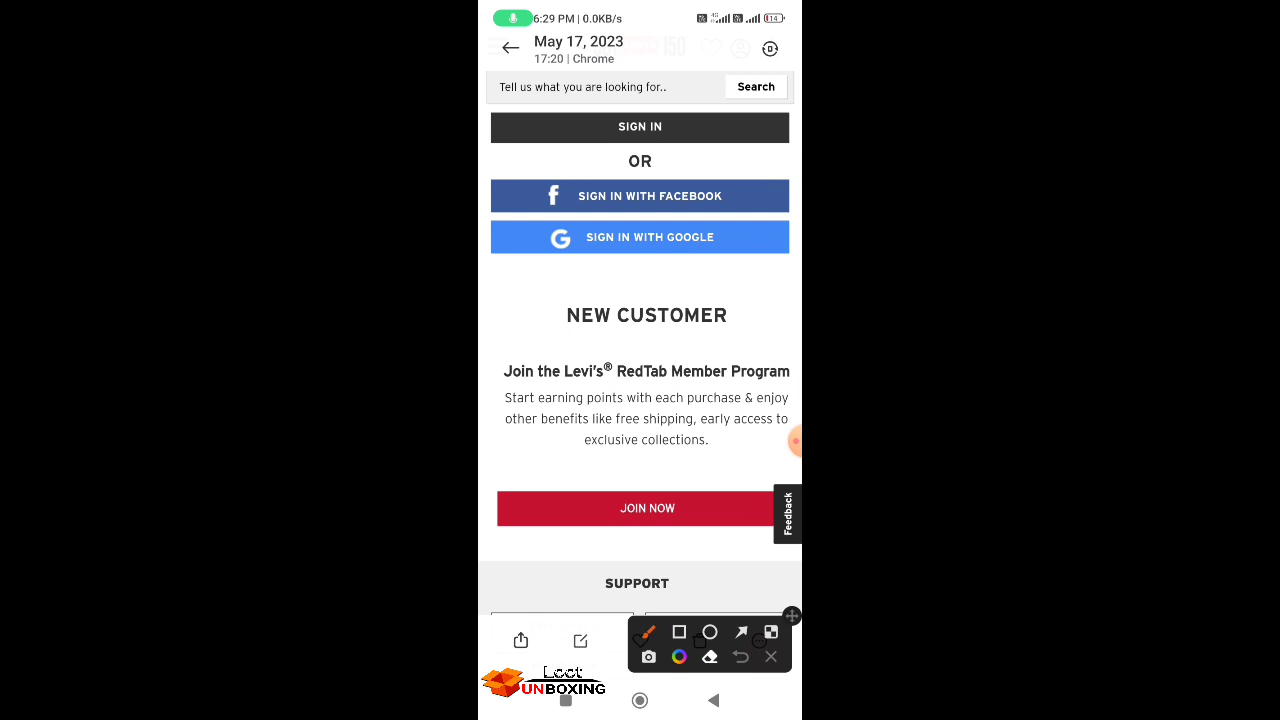 6:29 PM | 0.0KB/s
14
May 17, 2023
17:20 | Chrome
150
Tell us what you are looking for..
Search
SIGN IN
OR
f SIGN IN WITH FACEBOOK
G SIGN IN WITH GOOGLE
NEW CUSTOMER
Join the Levi's® RedTab Member Program
Start earning points with each purchase & enjoy
other benefits like free shipping, early access to
exclusive collections.
JOIN NOW
Feedback
SUPPORT
Loot
UNBOXING